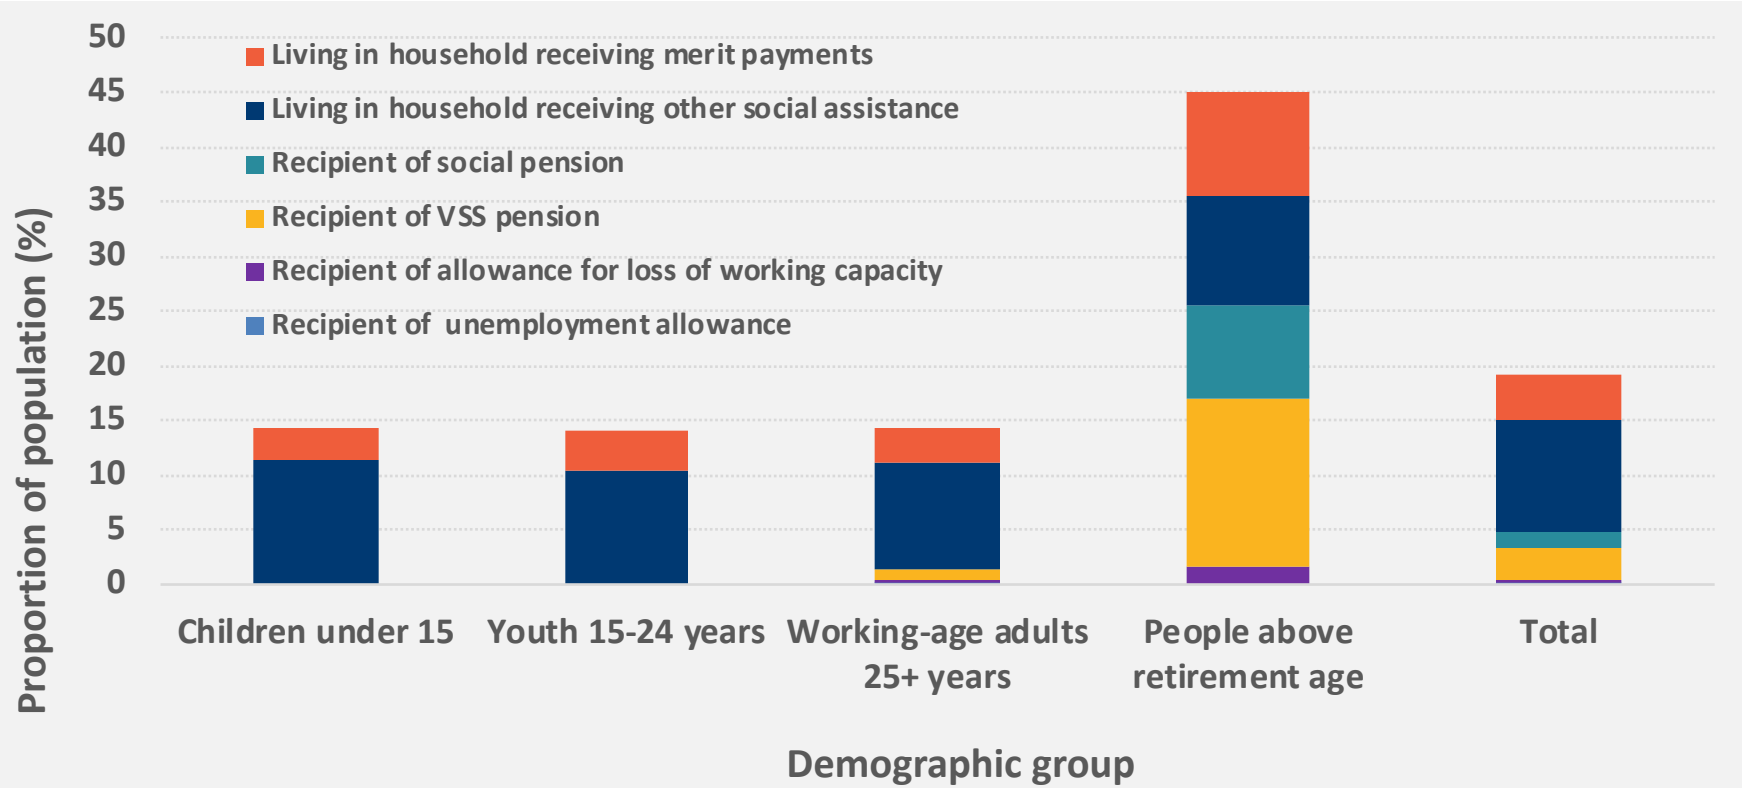 50
45
40
35
30
25
20
15
10
5
0
Proportion of population (%)
Living in household receiving merit payments
Living in household receiving other social assistance
Recipient of social pension
Recipient of VSS pension
Recipient of allowance for loss of working capacity
Recipient of unemployment allowance
Children under 15
Youth 15-24 years
Working-age adults
25+ years
People above
retirement age
Total
Demographic group